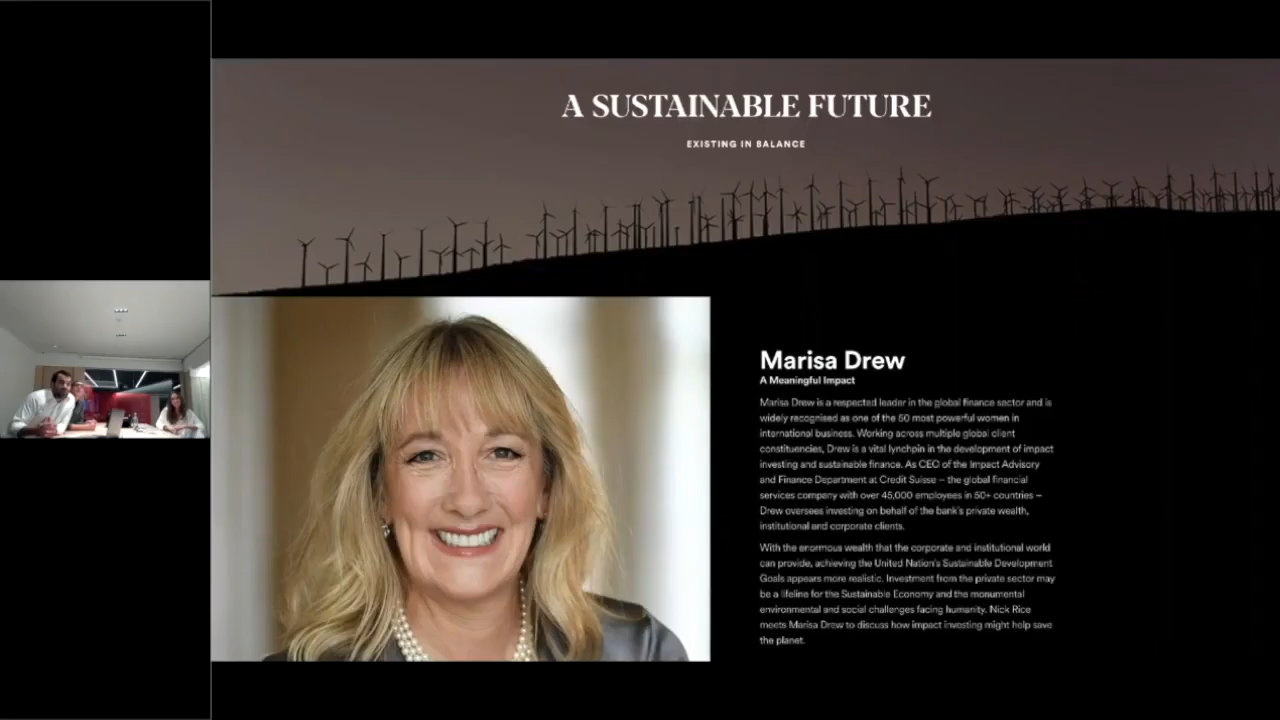 A SUSTAINABLE FUTURE
EXISTING IN BALANCE
Marisa Drew
A Meaningful Impact
Marisa Drew is a respected leader in the global finance sector and is
widely recognised as one of the 50 most powerful women in
international business. Working across multiple global client
constituencies, Drew is a vital lynchpin in the development of impact
investing and sustainable finance. As CEO of the Impact Advisory
and Finance Department at Credit Suisse – the global financial
services company with over 45,000 employees in 50+ countries –
Drew oversees investing on behalf of the bank's private wealth,
institutional and corporate clients.
With the enormous wealth that the corporate and institutional world
can provide, achieving the United Nation's Sustainable Development
Goals appears more realistic. Investment from the private sector may
be a lifeline for the Sustainable Economy and the monumental
environmental and social challenges facing humanity. Nick Rice
meets Marisa Drew to discuss how impact investing might help save
the planet.